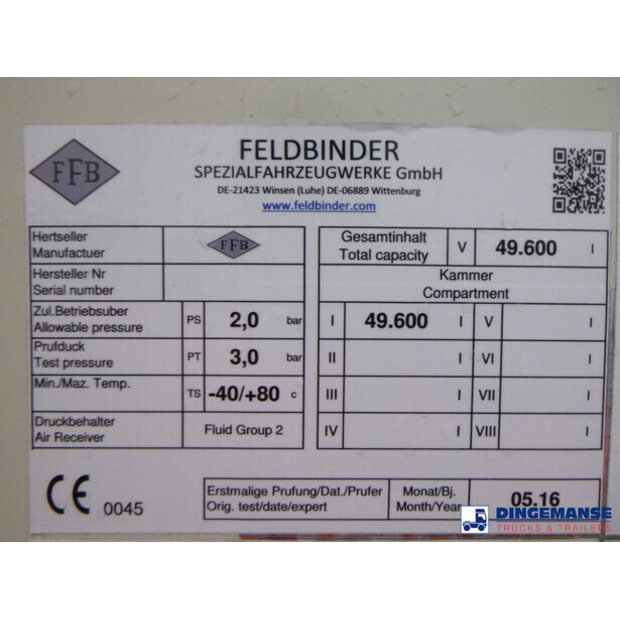 FFB
FELDBINDER
SPEZIALFAHRZEUGWERKE GmbH
DE-21423 Winsen (Luhe) DE-06889 Wittenburg
www.feldbinder.com
Hertseller
Manufactuer
FFB
Hersteller Nr
Serial number
Zul.Betriebsuber
Allowable pressure
PS 2,0 bar
Prufduck
Test pressure
PT 3,0 bar
Min./Maz. Temp.
TS -40/+80 c
Druckbehalter
Air Receiver
Fluid Group 2
Gesamtinhalt
Total capacity
V 49.600 l
Kammer
Compartment
I 49.600 l V l
II l VI l
III l VII l
IV l VIII l
CE 0045
Erstmalige Prufung/Dat./Prufer
Orig. test/date/expert
Monat/Bj.
Month/Year
05.16
DINGEMANSE
TRUCKS & TRAILERS